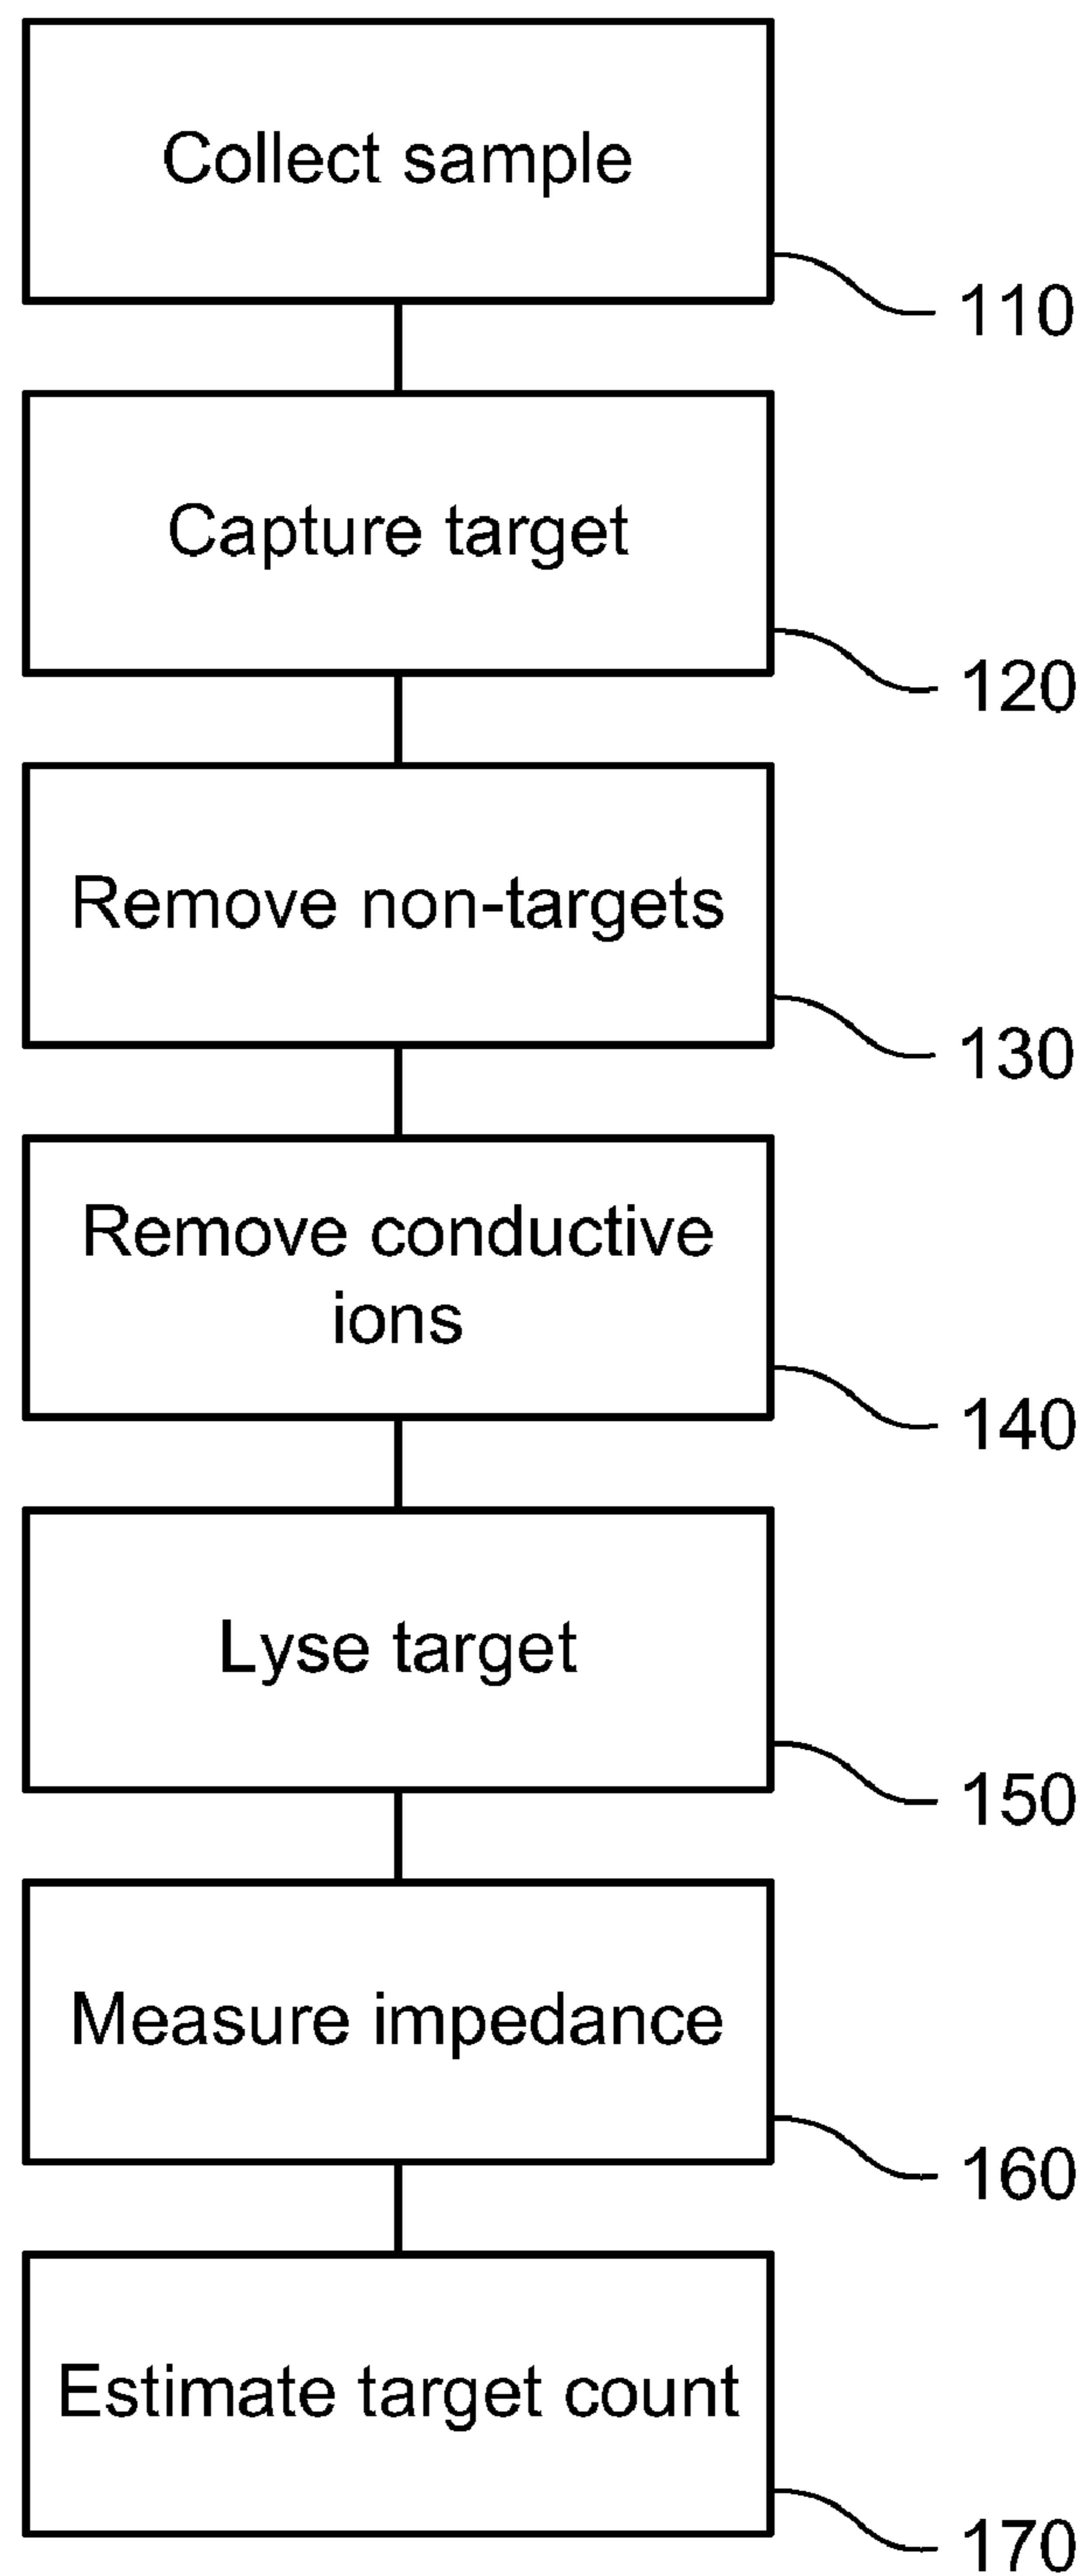 Collect sample
110
Capture target
120
Remove non-targets
130
Remove conductive
ions
140
Lyse target
150
Measure impedance
160
Estimate target count
170